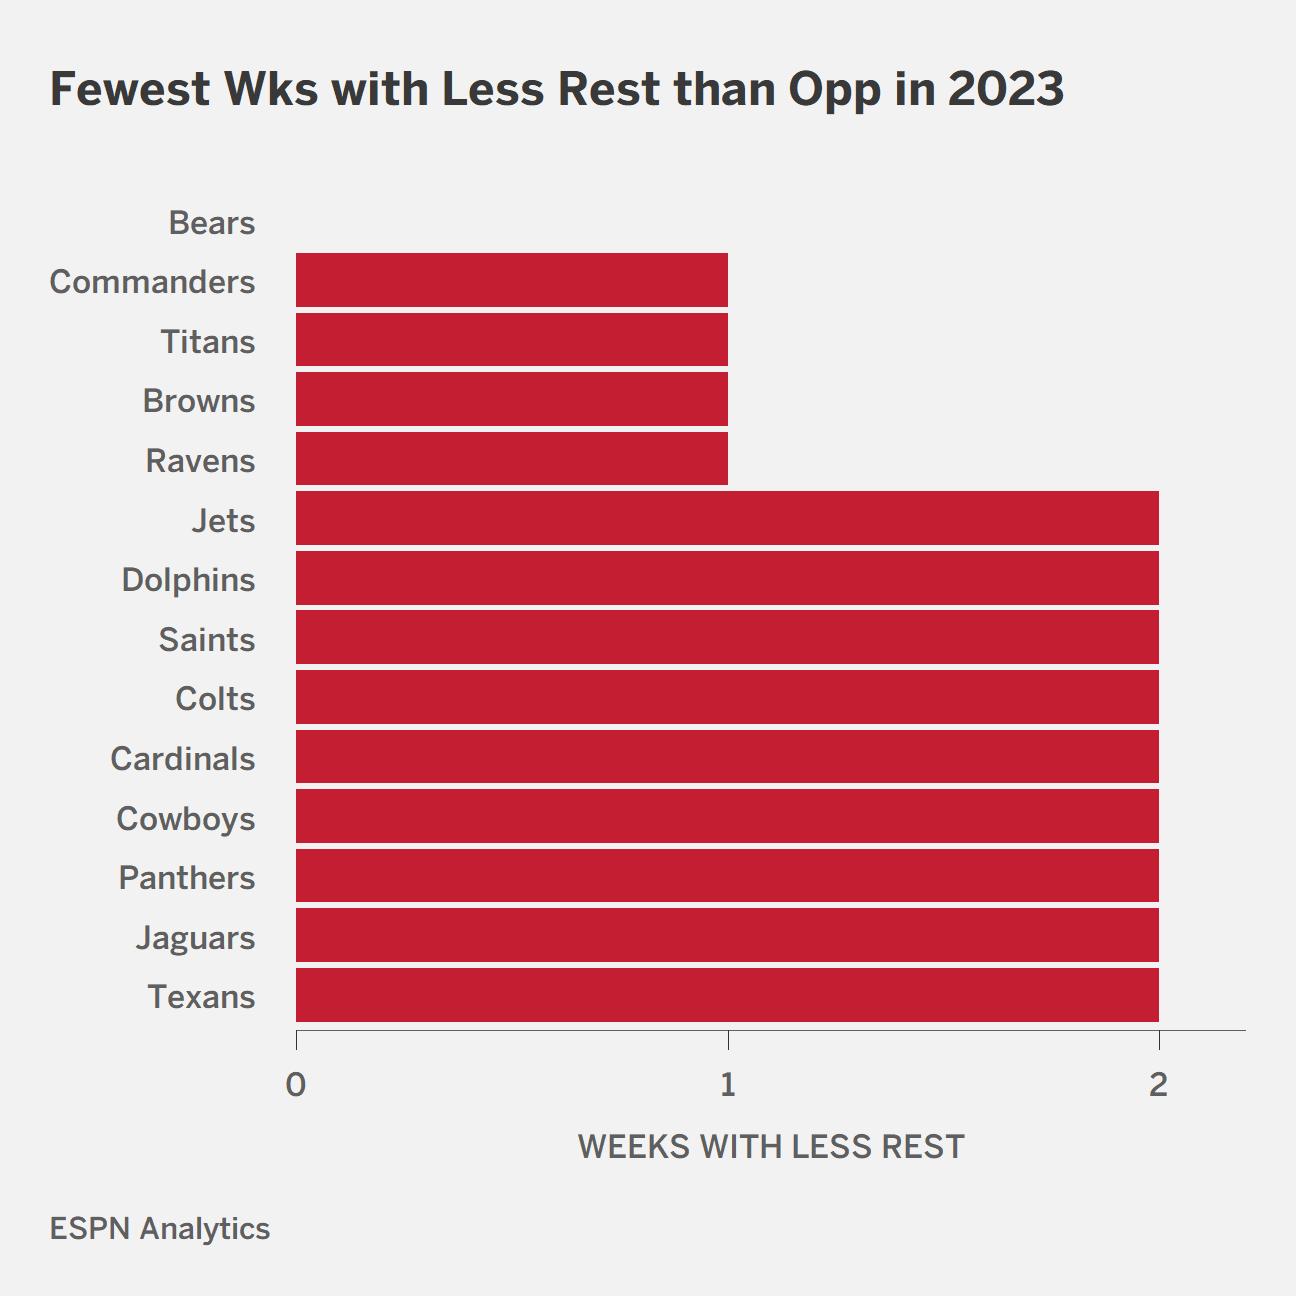 Fewest Wks with Less Rest than Opp in 2023
Bears
Commanders
Titans
Browns
Ravens
Jets
Dolphins
Saints
Colts
Cardinals
Cowboys
Panthers
Jaguars
Texans
0 1 2
WEEKS WITH LESS REST
ESPN Analytics